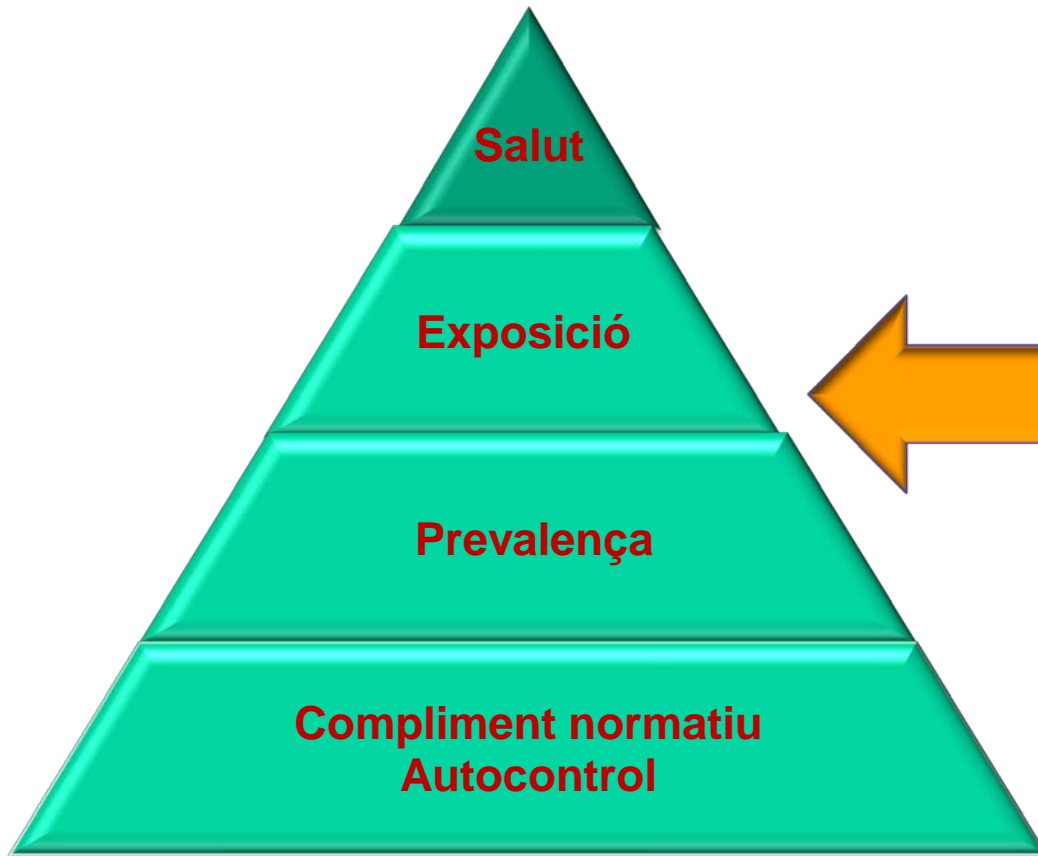 Salut
Exposició
Prevalença
Compliment normatiu
Autocontrol